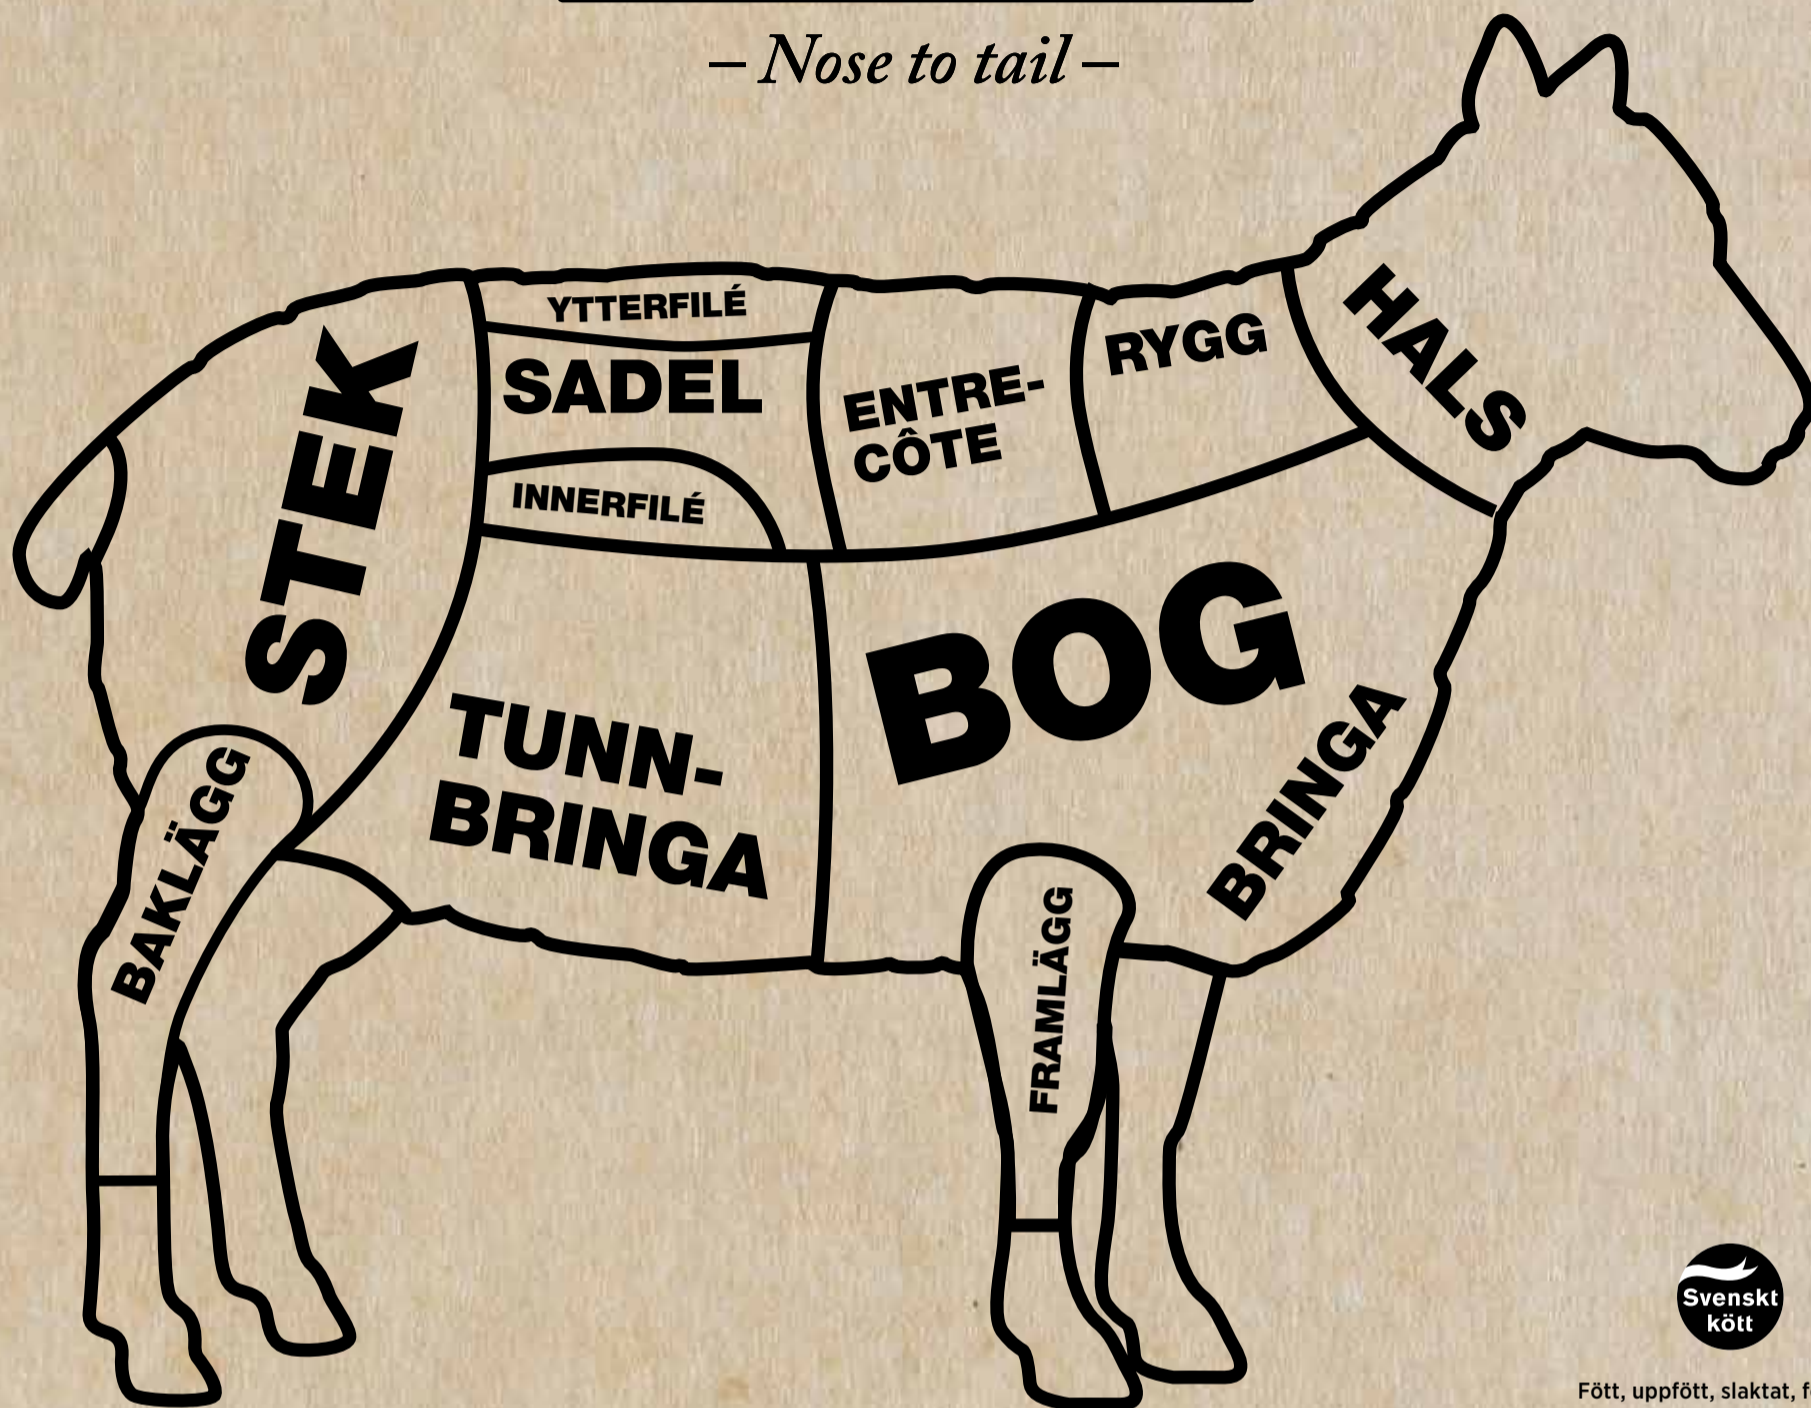 – Nose to tail –
YTTERFILÉ
SADEL
INNERFILÉ
STEK
ENTRE-
CÔTE
RYGG
HALS
BOG
BRINGA
TUNN-
BRINGA
BAKLÄGG
FRAMLÄGG
Svenskt
kött
Fött, uppfött, slaktat,